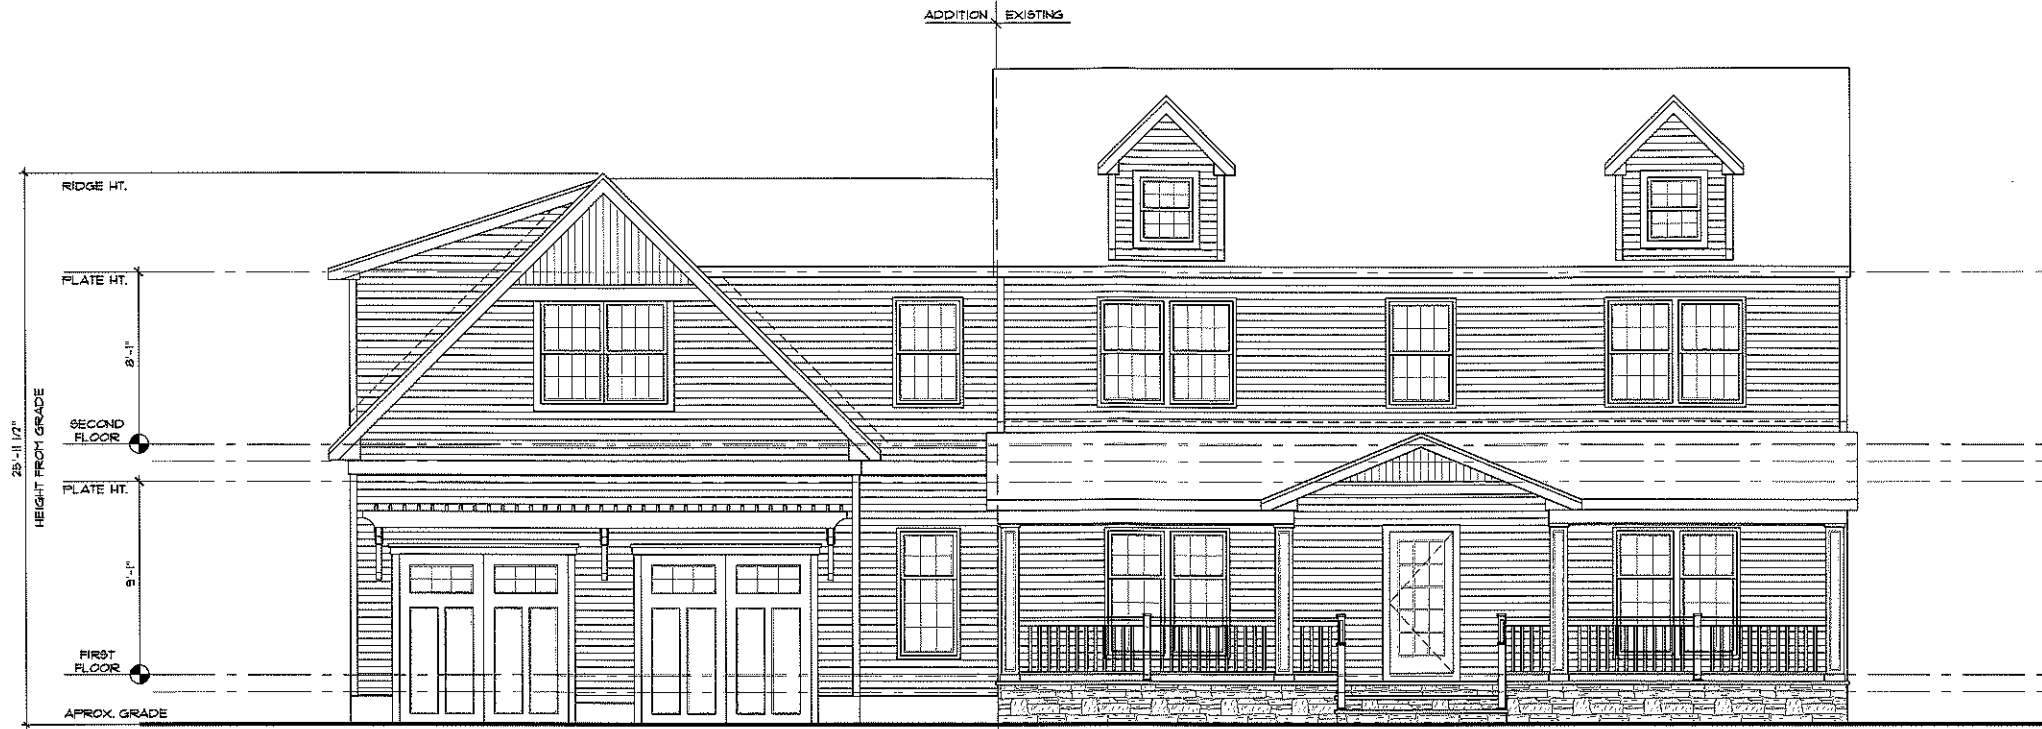 ADDITION EXISTING
RIDGE HT.
PLATE HT.
8'-1"
SECOND
FLOOR
25'-11 1/2"
HEIGHT FROM GRADE
PLATE HT.
9'-1"
FIRST
FLOOR
APROX. GRADE